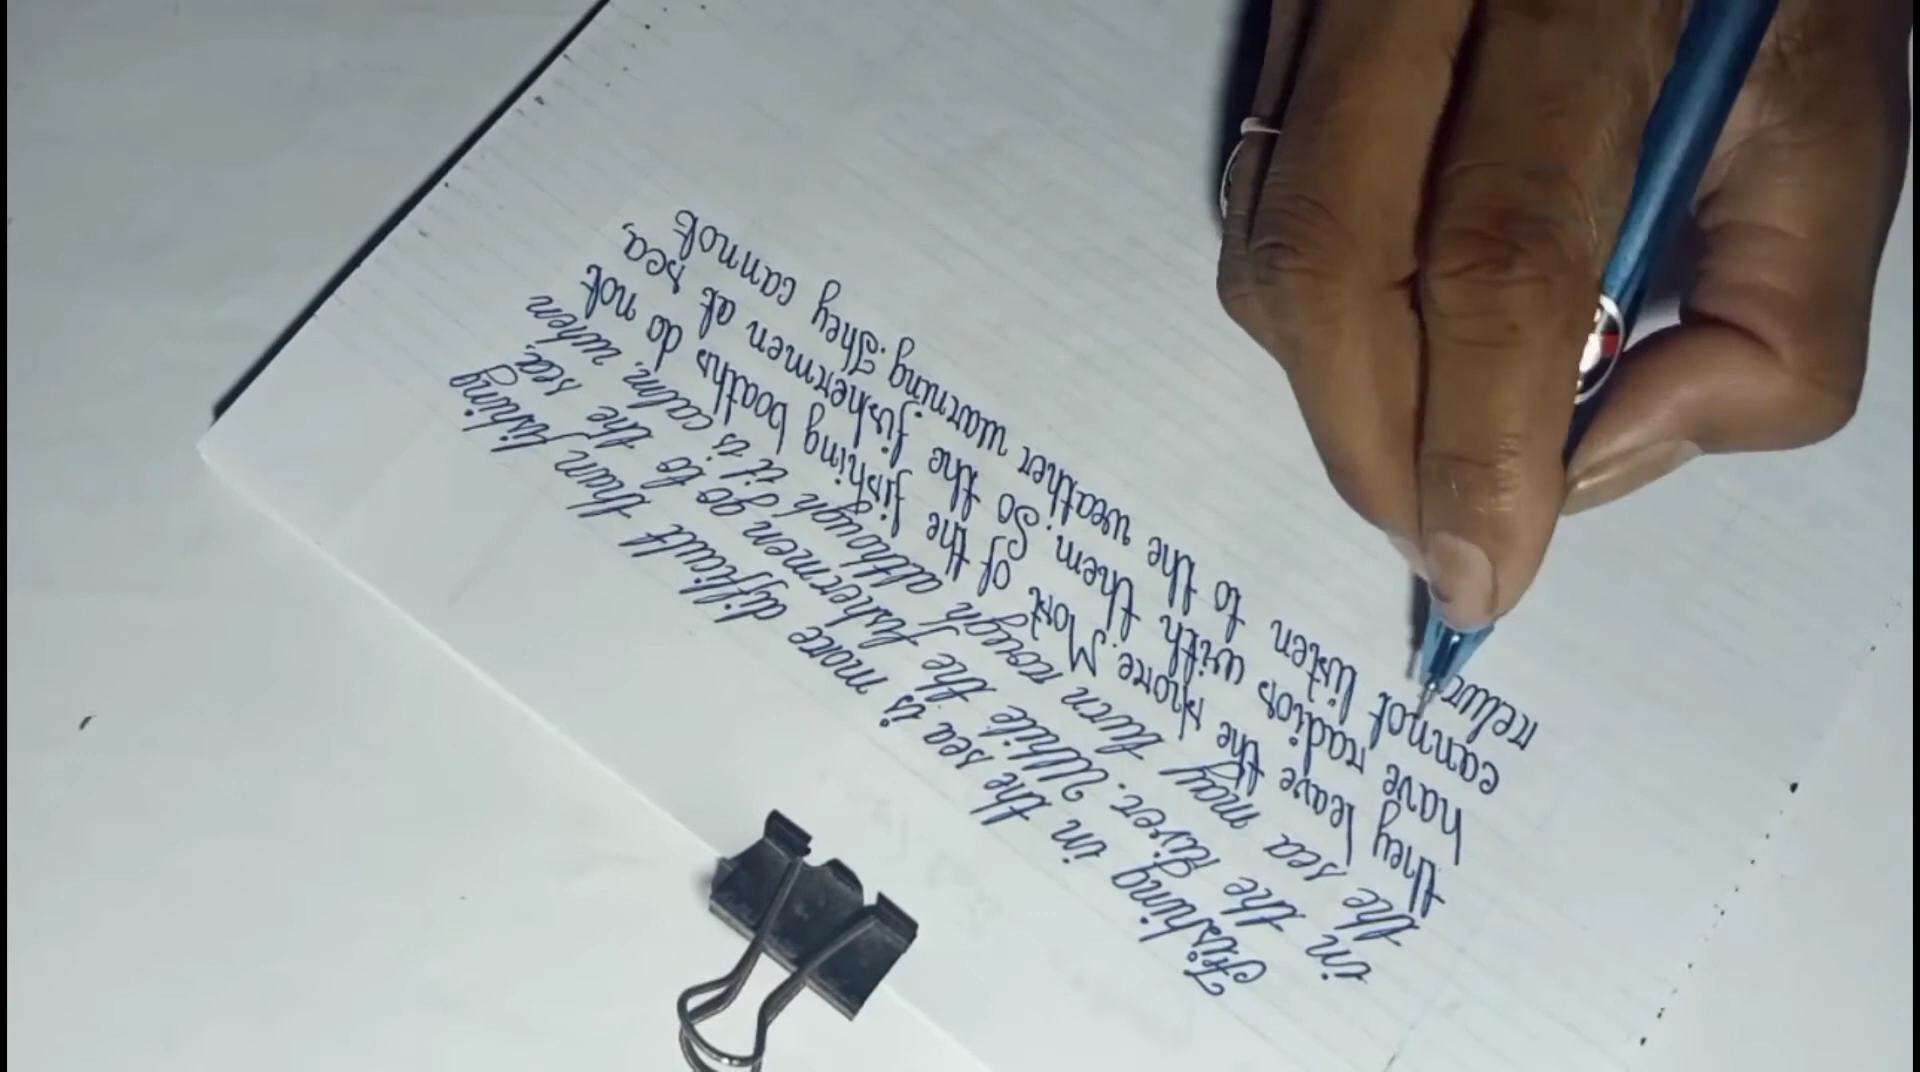 Fishing in the sea is more difficult than fishing
in the River. While the fishermen go to the sea,
the sea may turn rough although it is calm, when
they leave the shore. Most of the fishing boaths do not
have radios with them. So the fishermen at sea,
cannot listen to the weather warning. They cannot